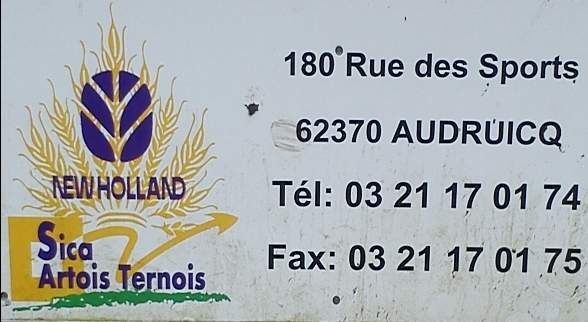 NEW HOLLAND
Sica
Artois Ternois
180 Rue des Sports
62370 AUDRUICQ
Tél: 03 21 17 01 74
Fax: 03 21 17 01 75